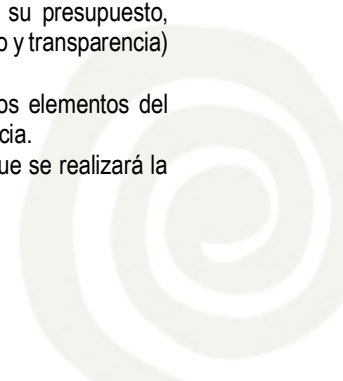 su presupuesto,
o y transparencia)
os elementos del
cia.
ue se realizará la